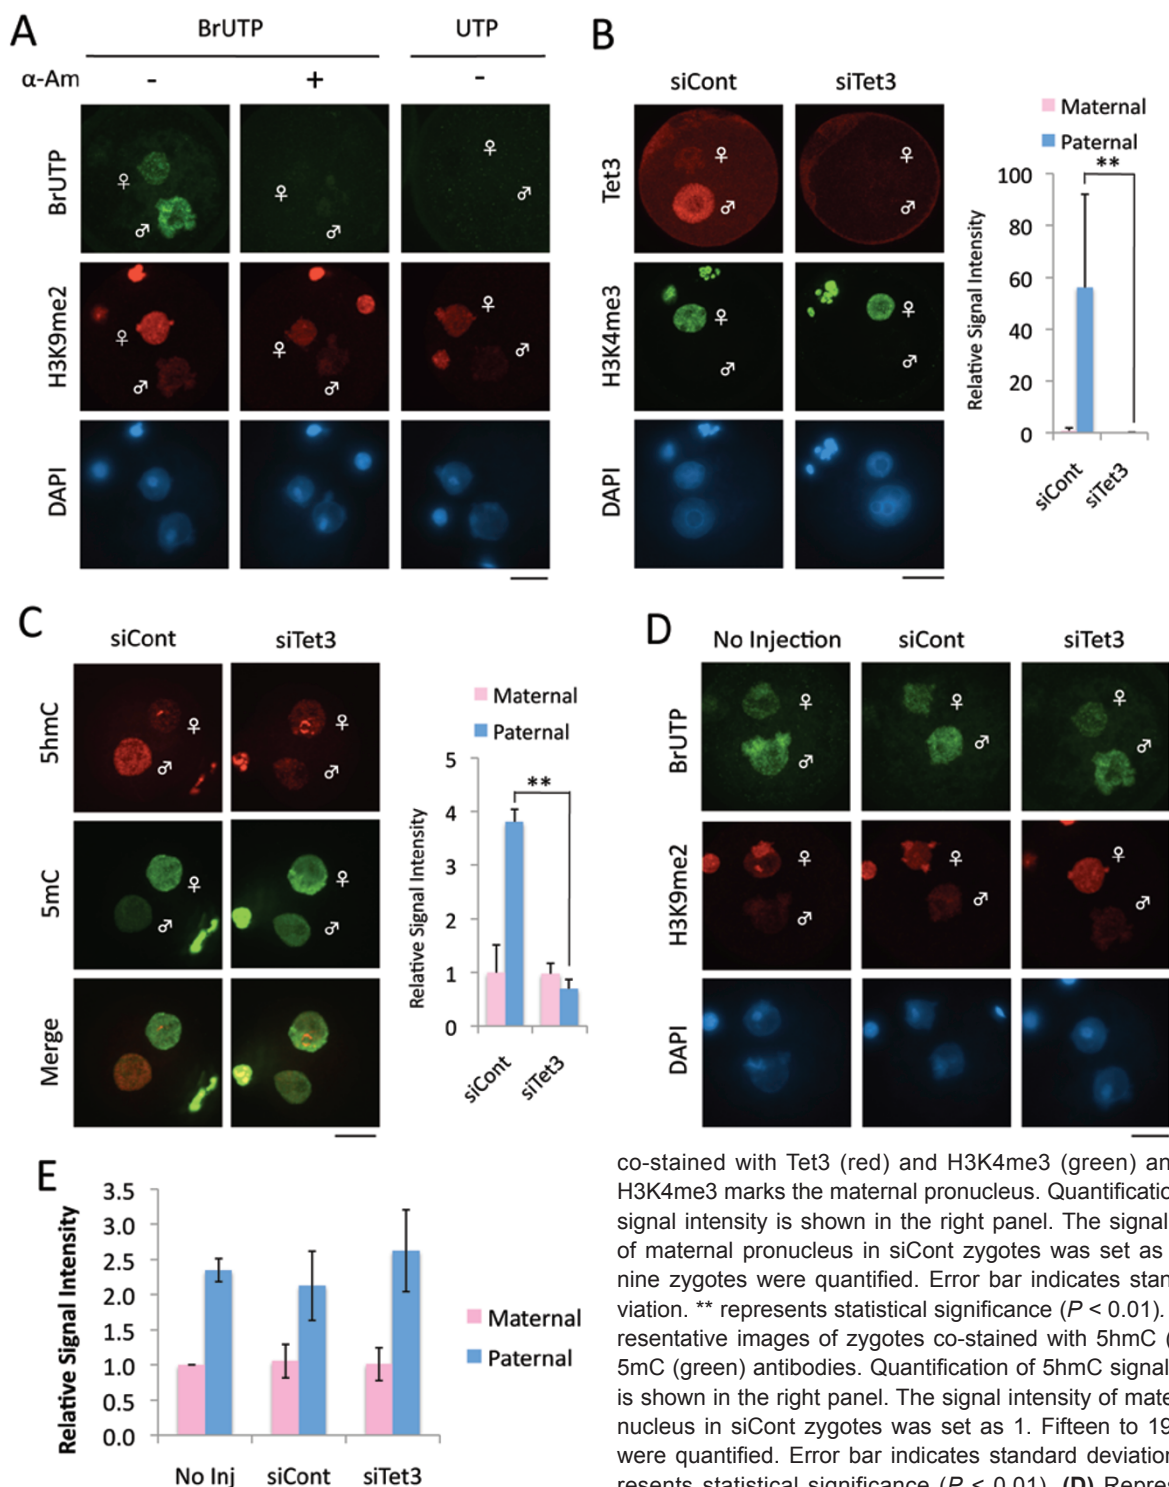 A
BrUTP
UTP
α-Am
-
+
-
BrUTP
♀
♂
♀
♂
♀
♂
H3K9me2
♀
♂
♀
♂
♀
♂
DAPI
B
siCont
siTet3
Tet3
♀
♂
♀
♂
H3K4me3
♀
♂
♀
♂
DAPI
Maternal
Paternal
**
Relative Signal Intensity
100
80
60
40
20
0
siCont
siTet3
C
siCont
siTet3
5hmC
♀
♂
♀
♂
5mC
♀
♂
♀
♂
Merge
Maternal
Paternal
**
Relative Signal Intensity
5
4
3
2
1
0
siCont
siTet3
D
No Injection
siCont
siTet3
BrUTP
♀
♂
♀
♂
♀
♂
H3K9me2
♀
♂
♀
♂
♀
♂
DAPI
E
Relative Signal Intensity
3.5
3.0
2.5
2.0
1.5
1.0
0.5
0.0
No Inj
siCont
siTet3
Maternal
Paternal
co-stained with Tet3 (red) and H3K4me3 (green) an
H3K4me3 marks the maternal pronucleus. Quantificatio
signal intensity is shown in the right panel. The signal
of maternal pronucleus in siCont zygotes was set as
nine zygotes were quantified. Error bar indicates stan
viation. ** represents statistical significance (P < 0.01).
resentative images of zygotes co-stained with 5hmC (
5mC (green) antibodies. Quantification of 5hmC signal
is shown in the right panel. The signal intensity of mate
nucleus in siCont zygotes was set as 1. Fifteen to 19
were quantified. Error bar indicates standard deviation
resents statistical significance (P < 0.01). (D) Repres